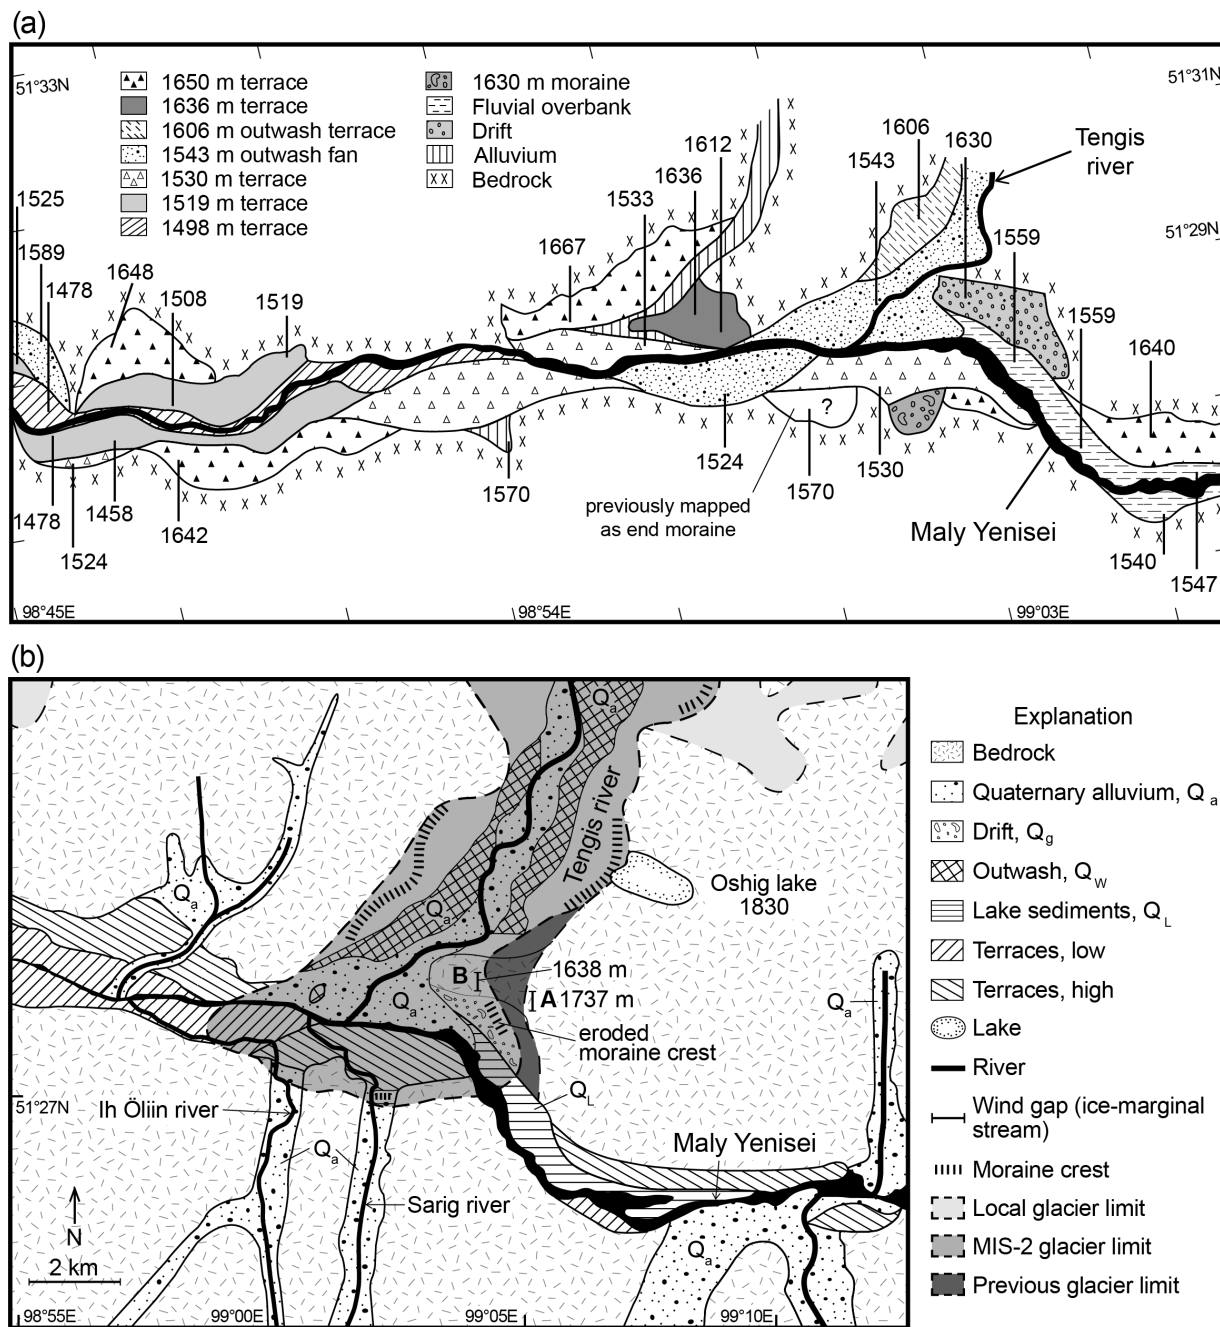 (a)
51°33N
51°31N
1650 m terrace
1636 m terrace
1606 m outwash terrace
1543 m outwash fan
1530 m terrace
1519 m terrace
1498 m terrace
1630 m moraine
Fluvial overbank
Drift
Alluvium
Bedrock
Tengis
river
1606
1630
1543
1612
1636
1533
1525
51°29N
1667
1559
1589
1648
1478
1508
1519
1559
1640
?
1524
1530
1570
1570
previously mapped
as end moraine
Maly Yenisei
1478
1458
1642
1524
1540
1547
98°45E
98°54E
99°03E
(b)
Qa
Explanation
Bedrock
Quaternary alluvium, Qa
Drift, Qg
Outwash, QW
Lake sediments, QL
Terraces, low
Terraces, high
Lake
River
Wind gap (ice-marginal
stream)
Moraine crest
Local glacier limit
MIS-2 glacier limit
Previous glacier limit
Tengis river
Oshig lake
1830
Qa
Qa
B
1638 m
A 1737 m
Qa
Qa
eroded
moraine crest
51°27N
Ih Öliin river
QL
Maly Yenisei
Qa
Sarig river
N
2 km
Qa
98°55E
99°00E
99°05E
99°10E